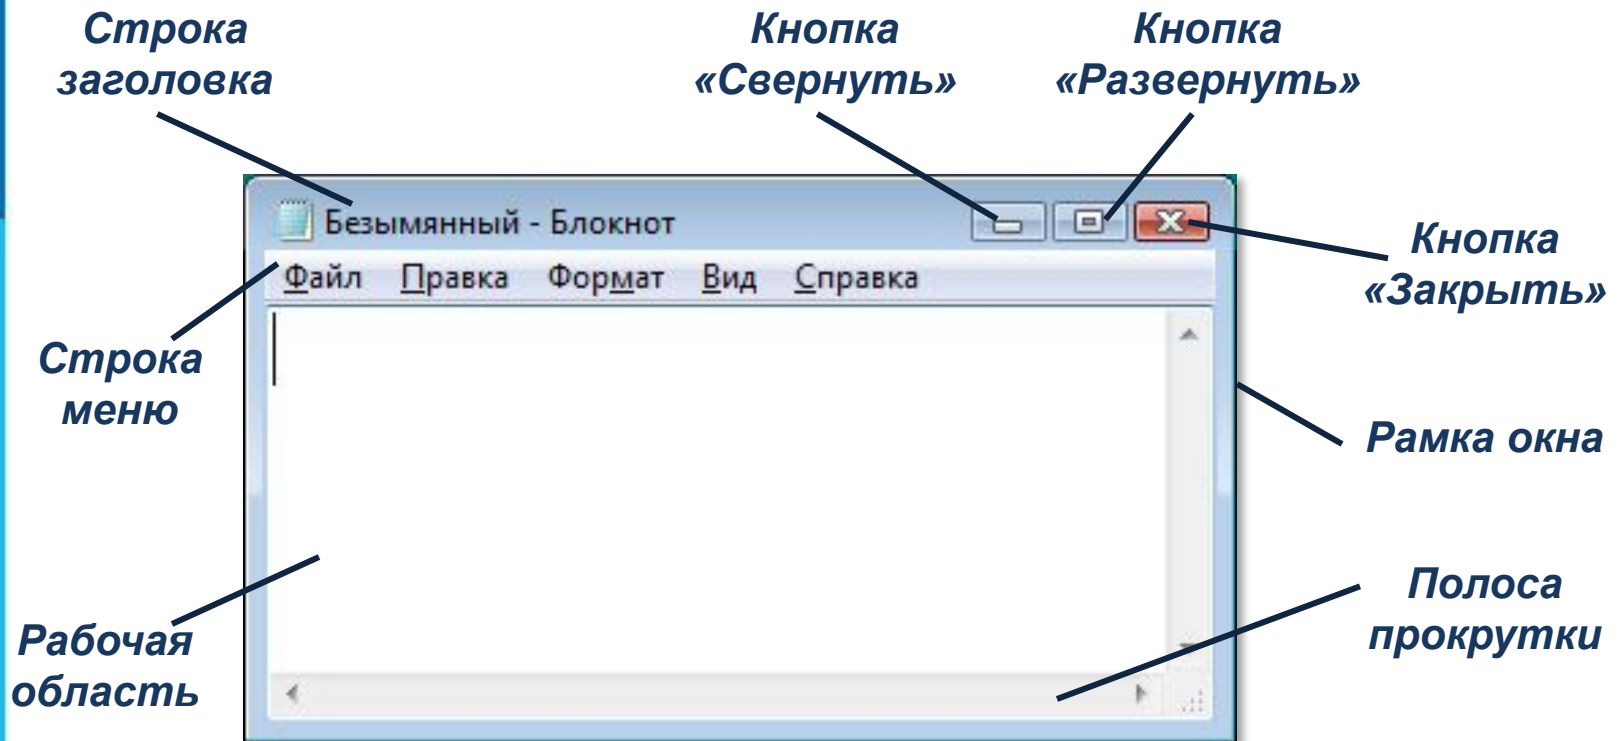 Строка
заголовка
Кнопка
«Свернуть»
Кнопка
«Развернуть»
Безымянный - Блокнот
Файл Правка Формат Вид Справка
Кнопка
«Закрыть»
Строка
меню
Рамка окна
Рабочая
область
Полоса
прокрутки